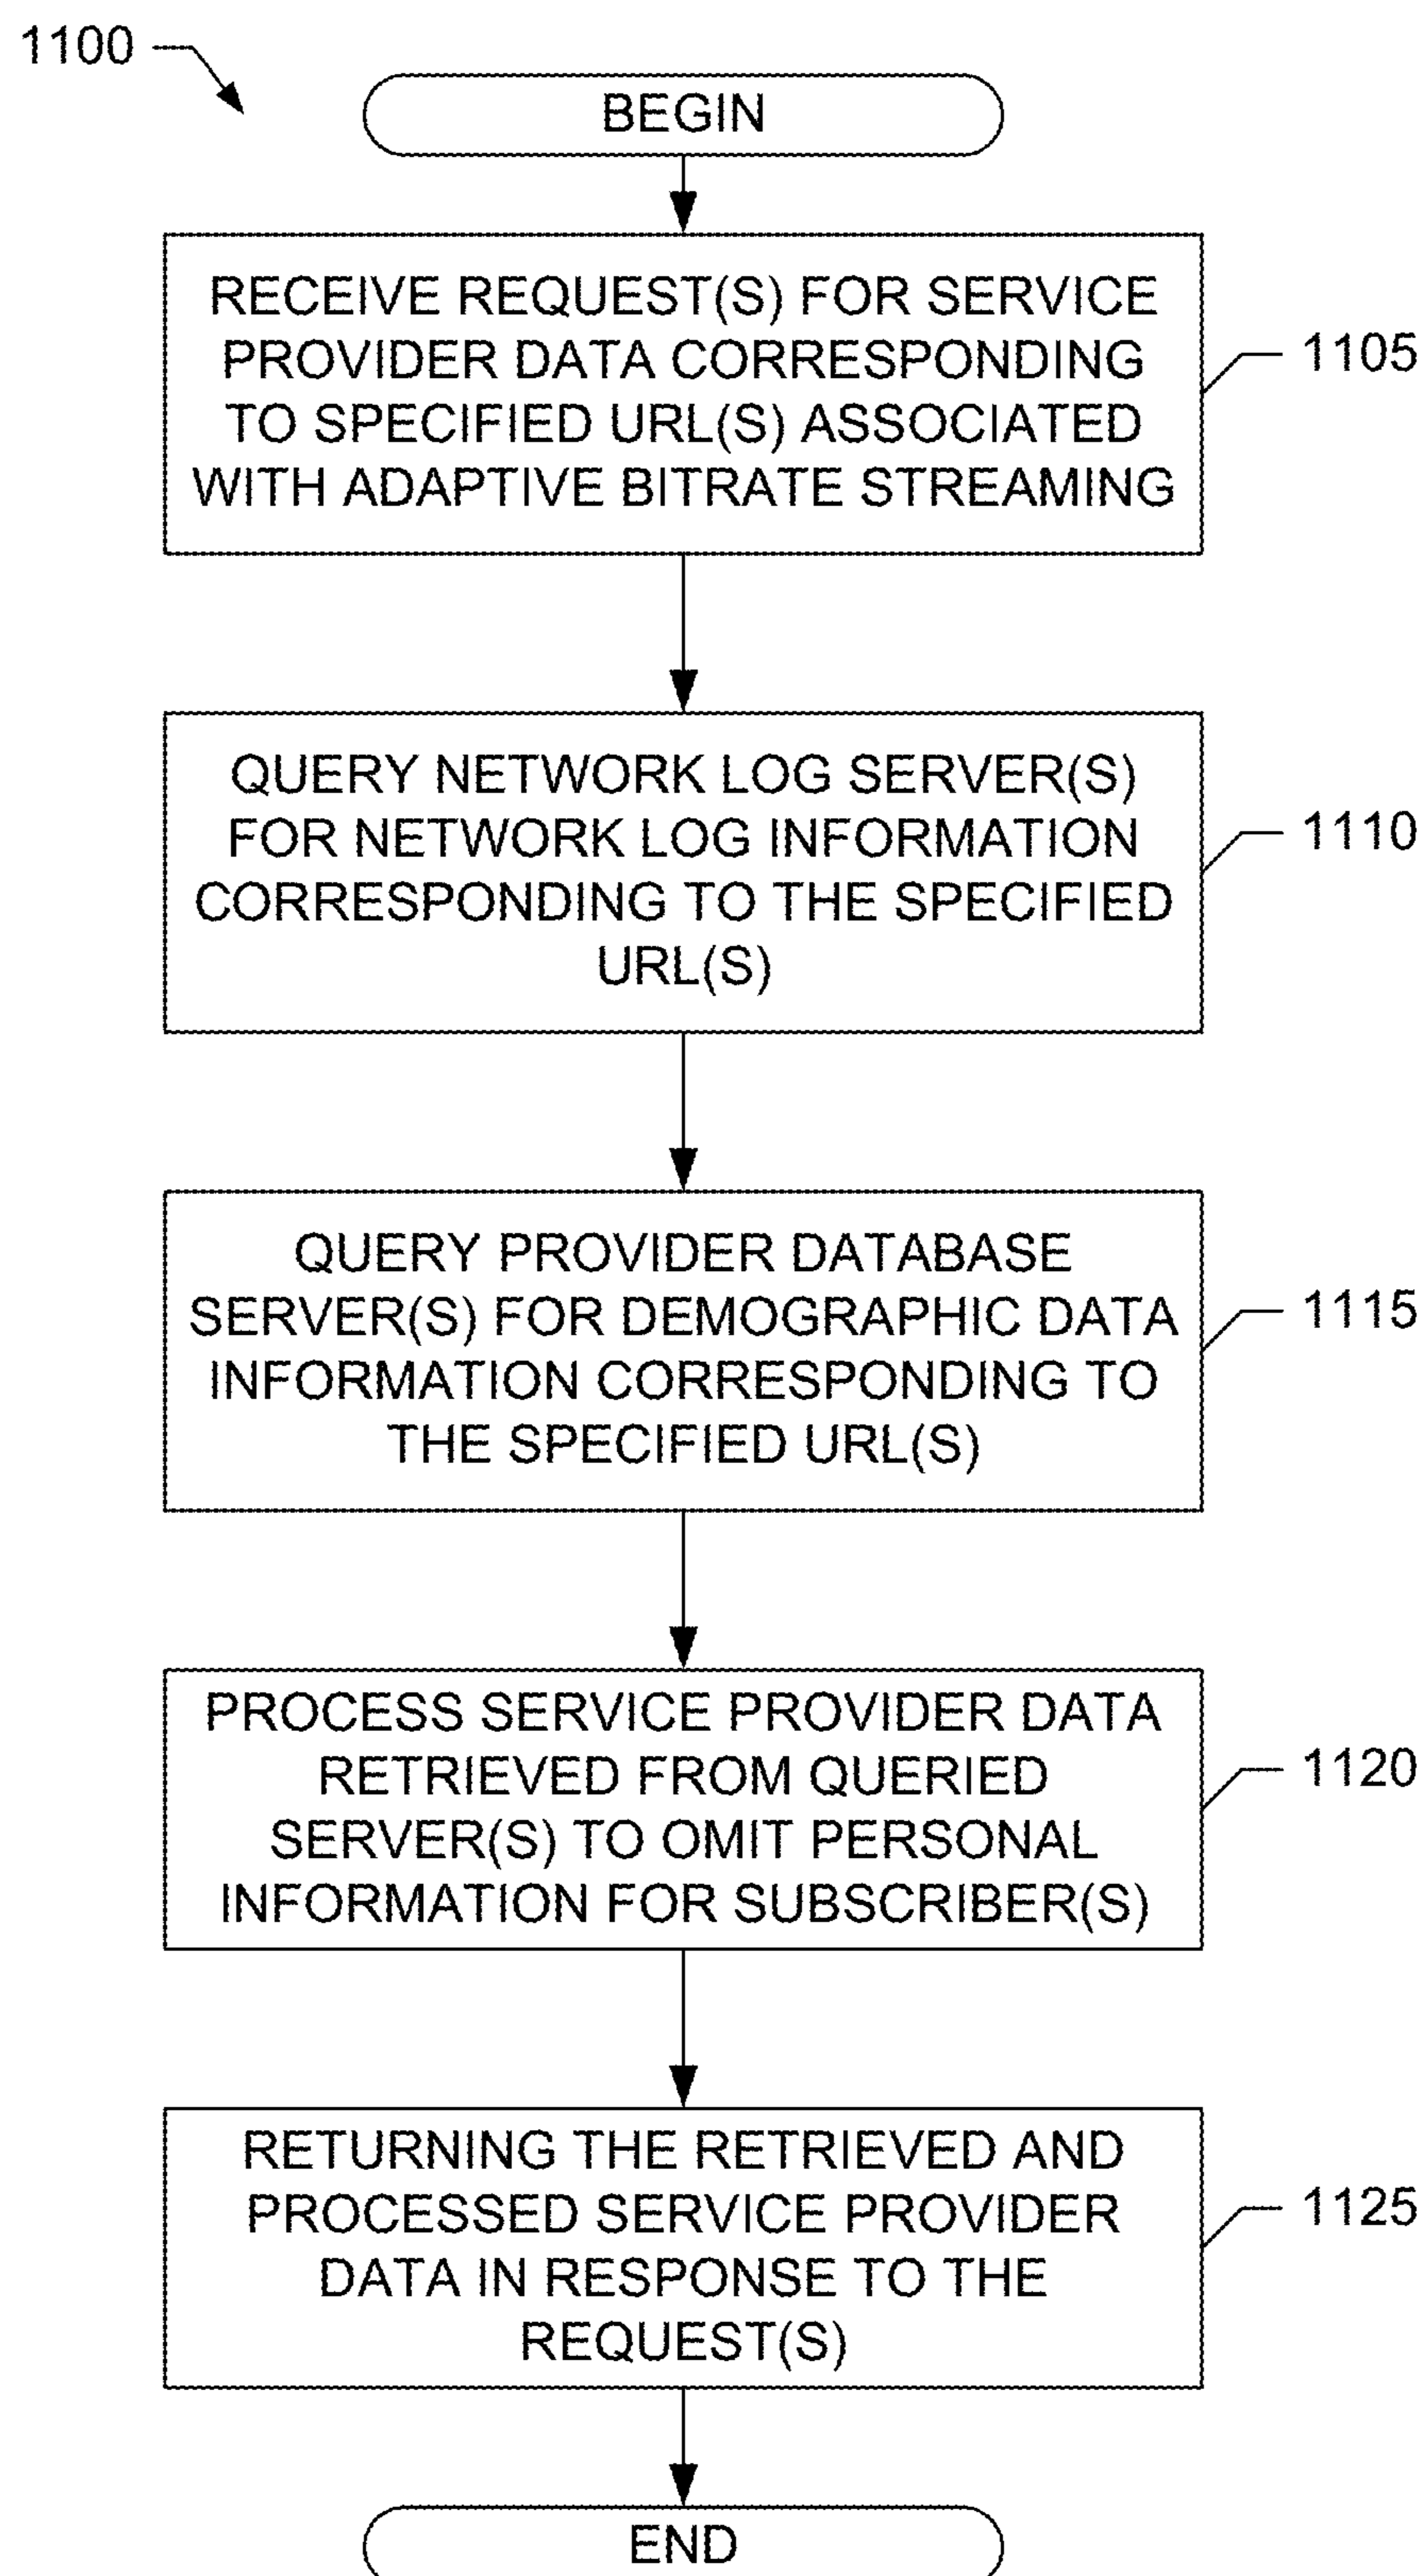 1100
BEGIN
RECEIVE REQUEST(S) FOR SERVICE
PROVIDER DATA CORRESPONDING
TO SPECIFIED URL(S) ASSOCIATED
WITH ADAPTIVE BITRATE STREAMING
1105
QUERY NETWORK LOG SERVER(S)
FOR NETWORK LOG INFORMATION
CORRESPONDING TO THE SPECIFIED
URL(S)
1110
QUERY PROVIDER DATABASE
SERVER(S) FOR DEMOGRAPHIC DATA
INFORMATION CORRESPONDING TO
THE SPECIFIED URL(S)
1115
PROCESS SERVICE PROVIDER DATA
RETRIEVED FROM QUERIED
SERVER(S) TO OMIT PERSONAL
INFORMATION FOR SUBSCRIBER(S)
1120
RETURNING THE RETRIEVED AND
PROCESSED SERVICE PROVIDER
DATA IN RESPONSE TO THE
REQUEST(S)
1125
END